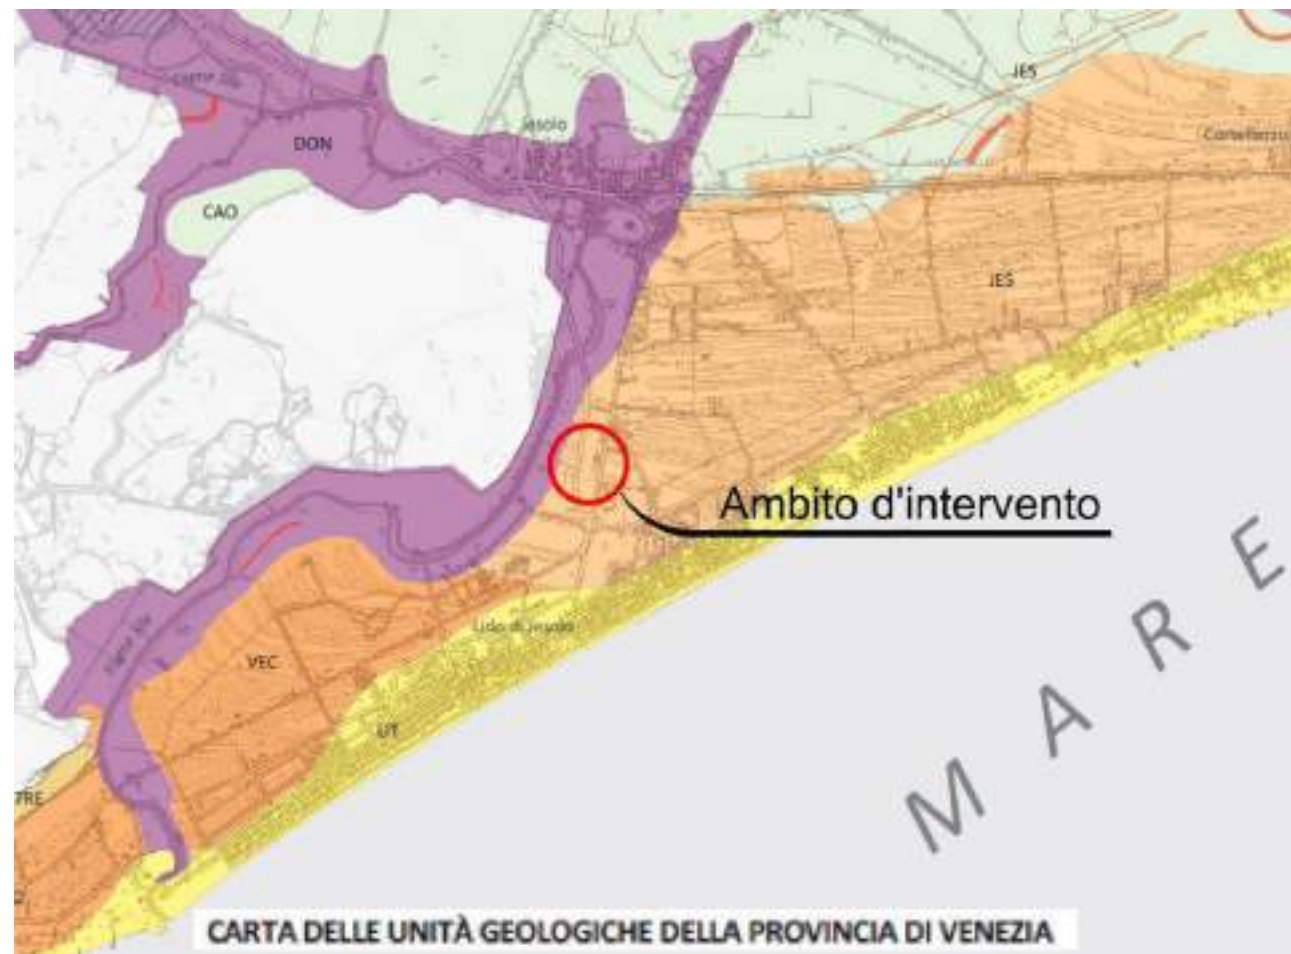 JES
Jesolo
Cortellazzo
DON
CAO
JES
Ambito d'intervento
MARE
Lido di Jesolo
VEC
UT
TRE
CARTA DELLE UNITÀ GEOLOGICHE DELLA PROVINCIA DI VENEZIA